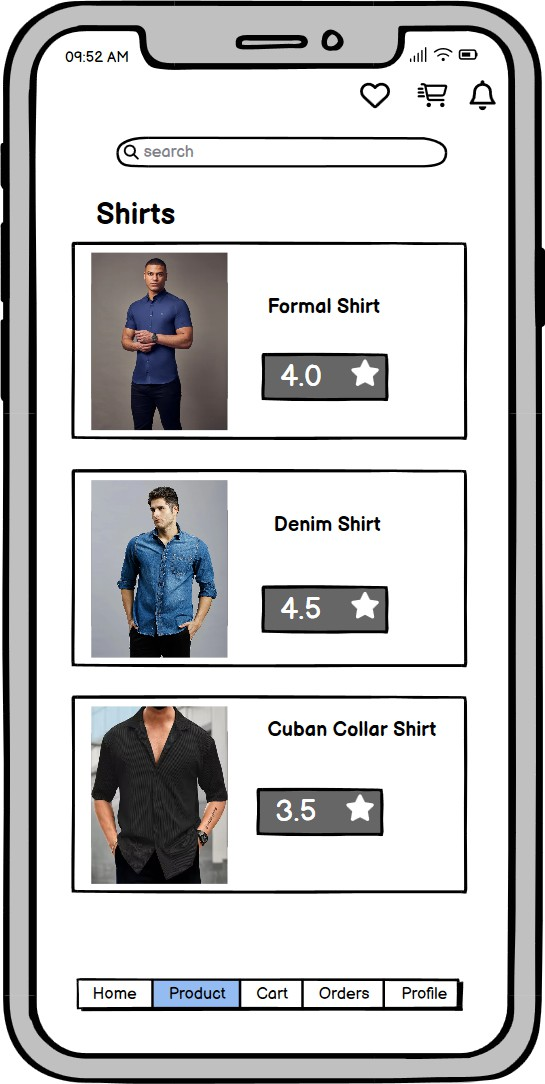 09:52 AM
search
Shirts
Formal Shirt
4.0
Denim Shirt
4.5
Cuban Collar Shirt
3.5
Home Product Cart Orders Profile